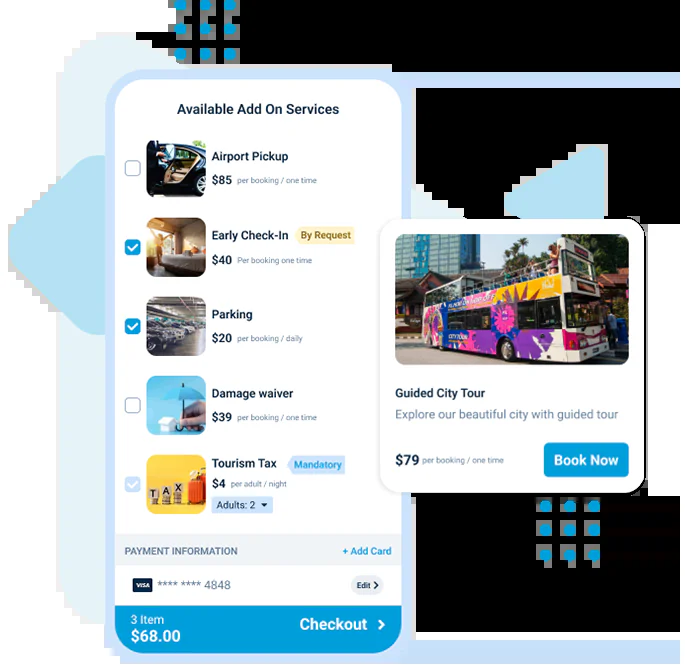 Available Add On Services
Airport Pickup
$85 per booking / one time
Early Check-In By Request
$40 Per booking one time
Parking
$20 per booking / daily
Damage waiver
$39 per booking / one time
TAX
Tourism Tax Mandatory
$4 per adult / night
Adults: 2
PAYMENT INFORMATION + Add Card
VISA **** **** 4848 Edit
3 Item
$68.00
Checkout
CITY TOUR
Guided City Tour
Explore our beautiful city with guided tour
$79 per booking / one time
Book Now